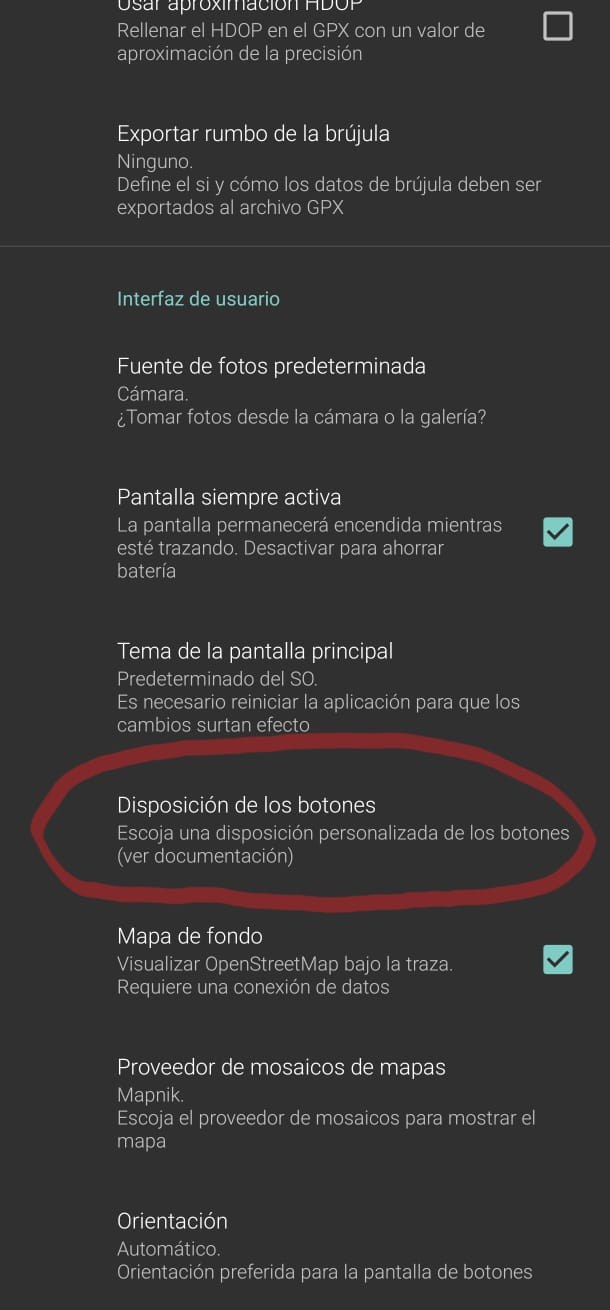 Usar aproximación HDOP
Rellenar el HDOP en el GPX con un valor de
aproximación de la precisión
Exportar rumbo de la brújula
Ninguno.
Define el si y cómo los datos de brújula deben ser
exportados al archivo GPX
Interfaz de usuario
Fuente de fotos predeterminada
Cámara.
¿Tomar fotos desde la cámara o la galería?
Pantalla siempre activa
La pantalla permanecerá encendida mientras
esté trazando. Desactivar para ahorrar
batería
Tema de la pantalla principal
Predeterminado del SO.
Es necesario reiniciar la aplicación para que los
cambios surtan efecto
Disposición de los botones
Escoja una disposición personalizada de los botones
(ver documentación)
Mapa de fondo
Visualizar OpenStreetMap bajo la traza.
Requiere una conexión de datos
Proveedor de mosaicos de mapas
Mapnik.
Escoja el proveedor de mosaicos para mostrar el
mapa
Orientación
Automático.
Orientación preferida para la pantalla de botones